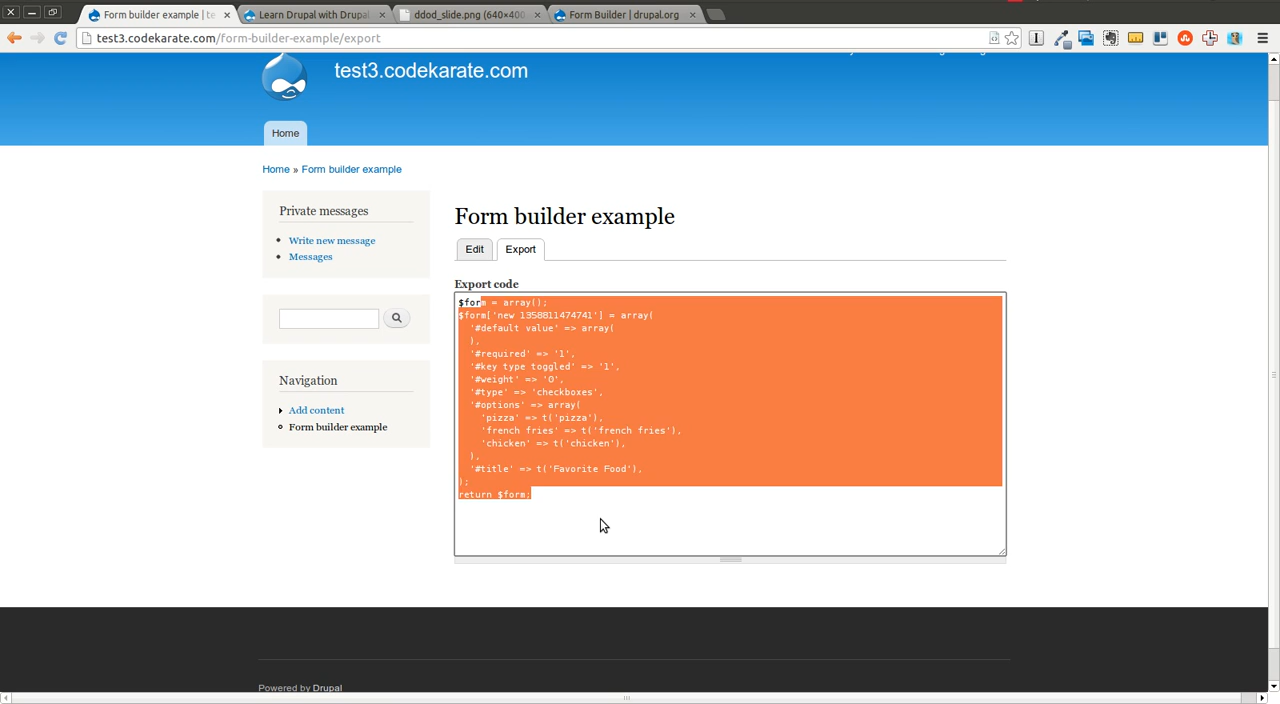 Form builder example | te
Learn Drupal with Drupal
ddod_slide.png (640×400
Form Builder | drupal.org
test3.codekarate.com/form-builder-example/export
test3.codekarate.com
Home
Home » Form builder example
Private messages
Write new message
Messages
Navigation
Add content
Form builder example
Form builder example
Edit
Export
Export code
$form = array();
$form['new_1358811474741'] = array(
'#default_value' => array(
),
'#required' => '1',
'#key_type_toggled' => '1',
'#weight' => '0',
'#type' => 'checkboxes',
'#options' => array(
'pizza' => t('pizza'),
'french fries' => t('french fries'),
'chicken' => t('chicken'),
),
'#title' => t('Favorite Food'),
);
return $form;
Powered by Drupal